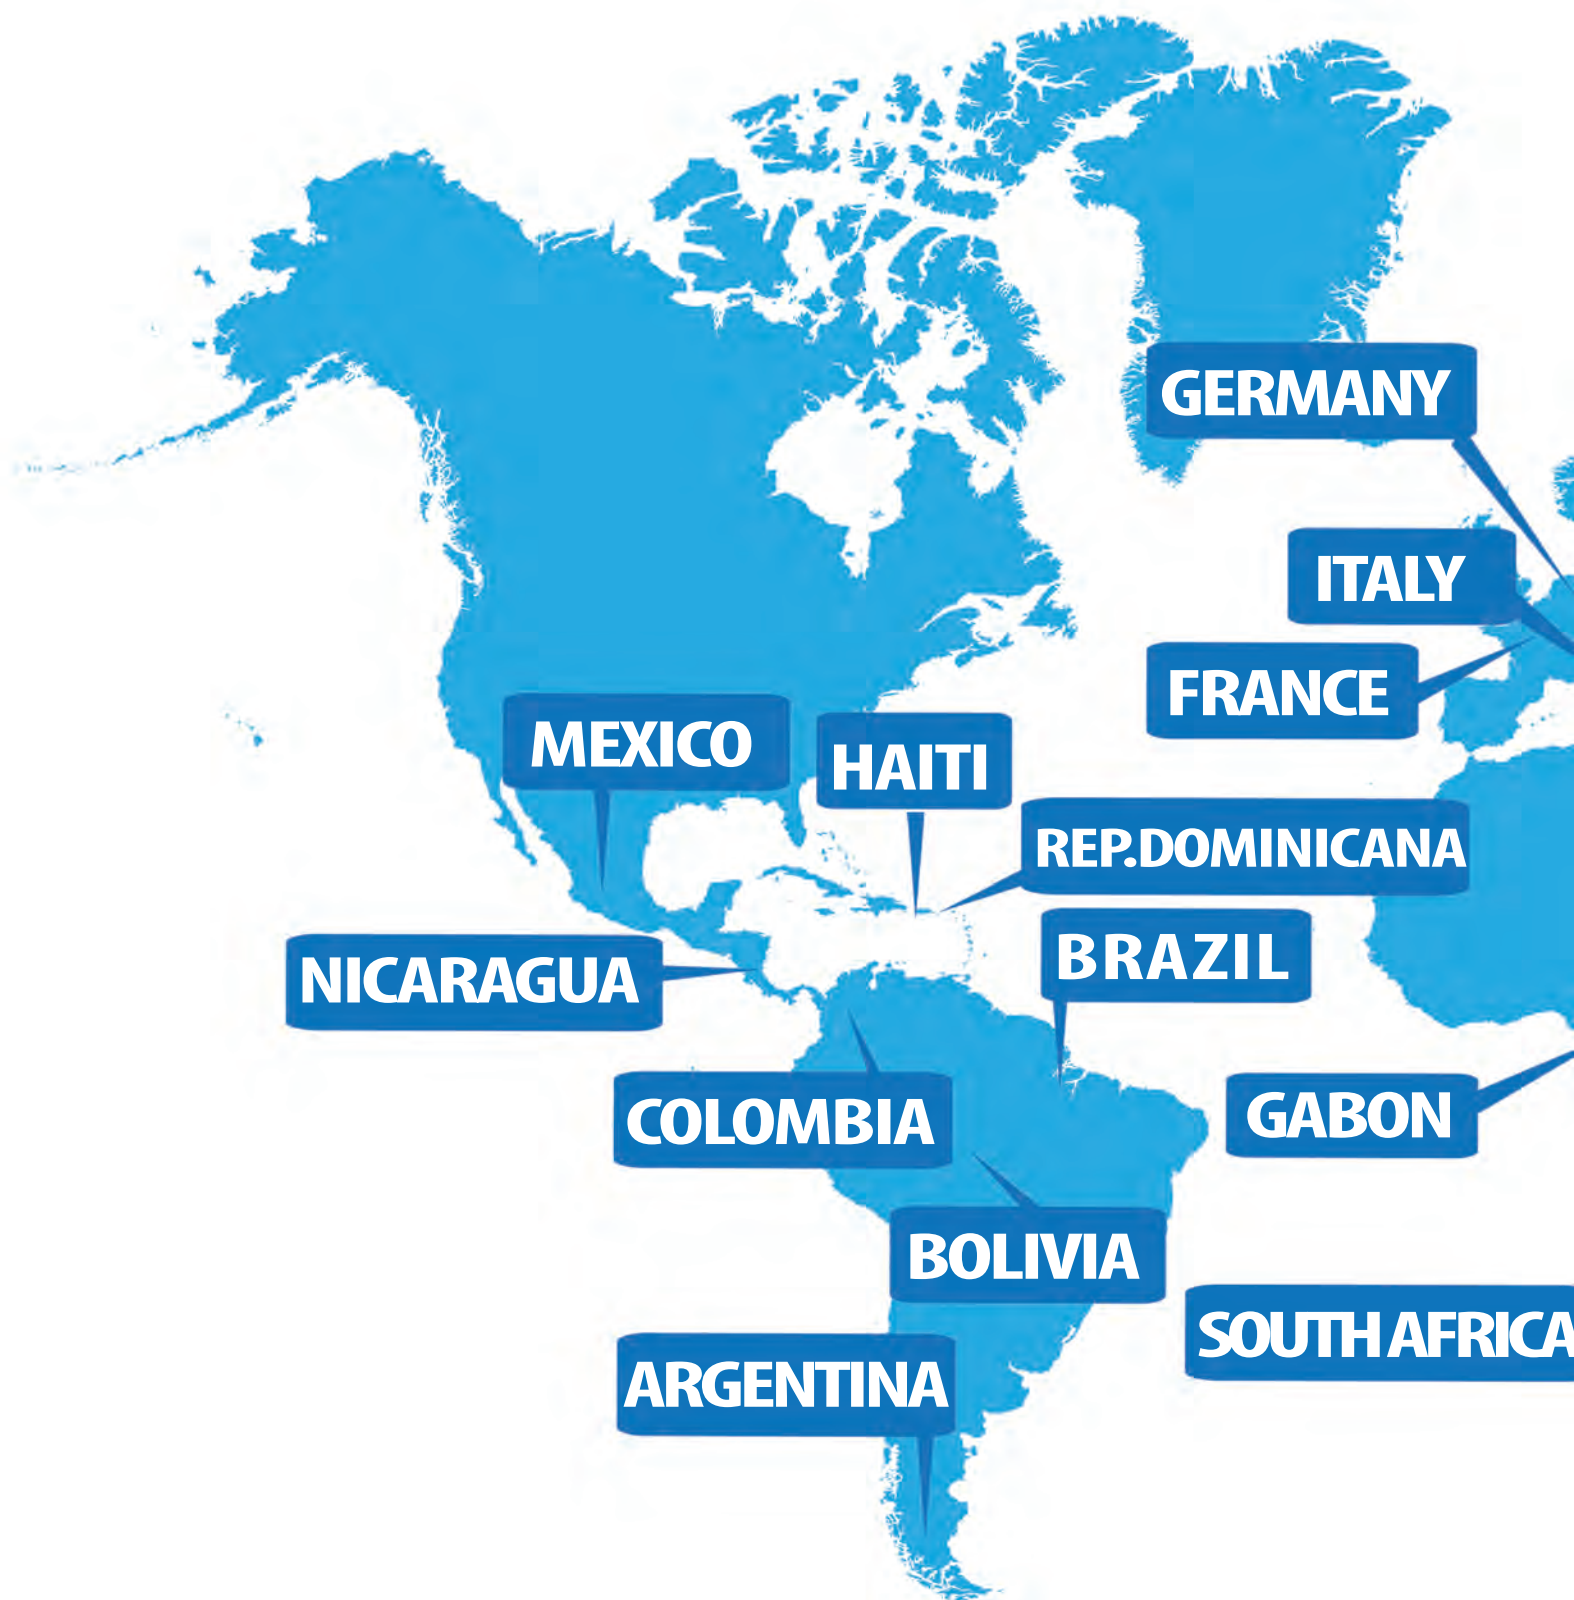 GERMANY
ITALY
FRANCE
MEXICO
HAITI
REP.DOMINICANA
BRAZIL
NICARAGUA
COLOMBIA
GABON
BOLIVIA
SOUTH AFRICA
ARGENTINA